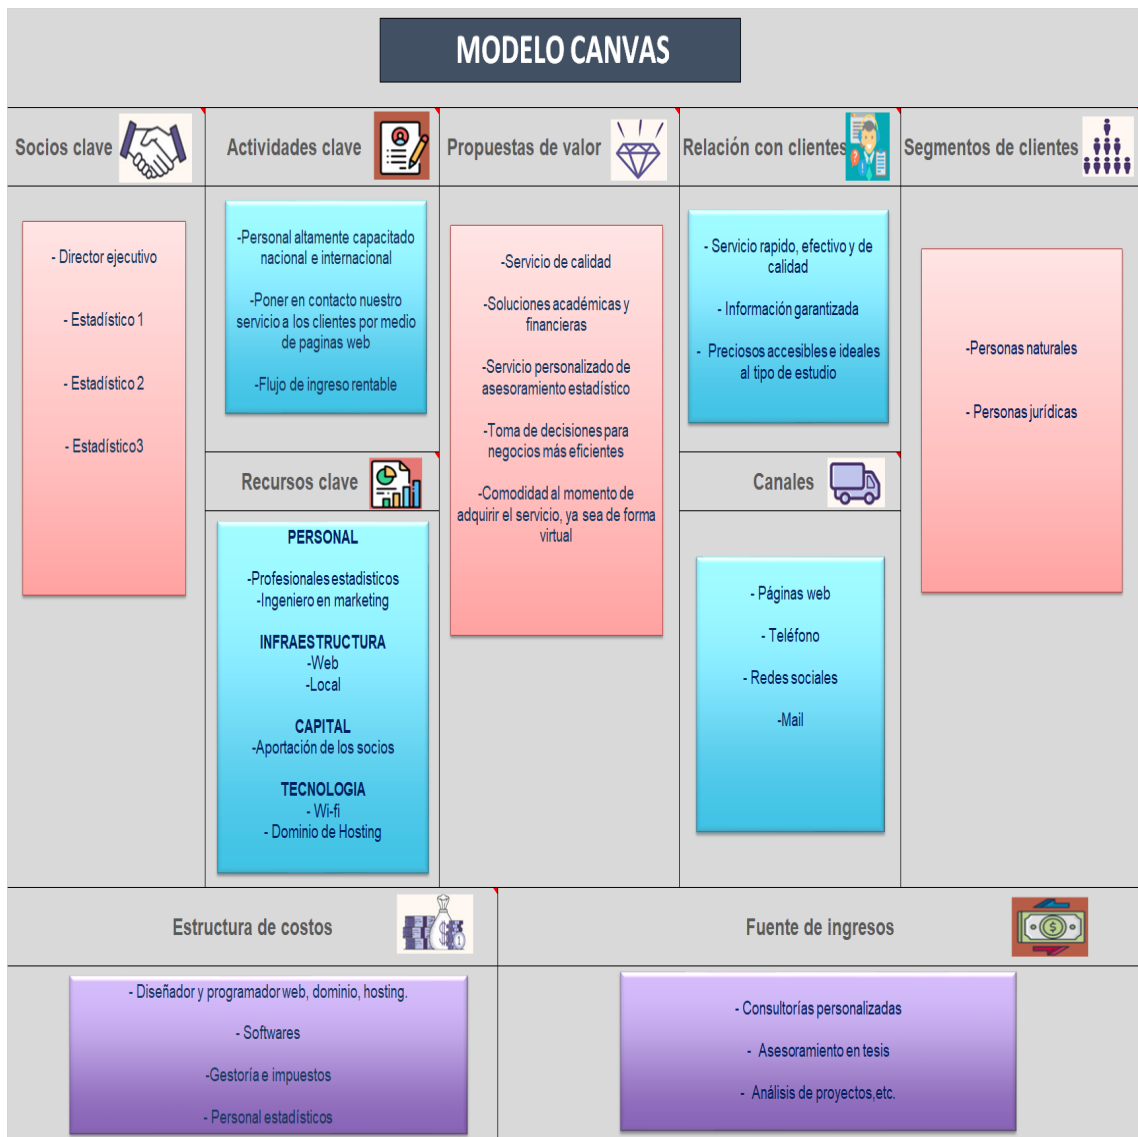 MODELO CANVAS
Socios clave
- Director ejecutivo
- Estadístico 1
- Estadístico 2
- Estadístico3
Actividades clave
-Personal altamente capacitado
nacional e internacional
-Poner en contacto nuestro
servicio a los clientes por medio
de paginas web
-Flujo de ingreso rentable
Recursos clave
PERSONAL
-Profesionales estadisticos
-Ingeniero en marketing
INFRAESTRUCTURA
-Web
-Local
CAPITAL
-Aportación de los socios
TECNOLOGIA
- Wi-fi
- Dominio de Hosting
Propuestas de valor
-Servicio de calidad
-Soluciones académicas y
financieras
-Servicio personalizado de
asesoramiento estadístico
-Toma de decisiones para
negocios más eficientes
-Comodidad al momento de
adquirir el servicio, ya sea de forma
virtual
Relación con clientes
- Servicio rapido, efectivo y de
calidad
- Información garantizada
- Preciosos accesibles e ideales
al tipo de estudio
Canales
- Páginas web
- Teléfono
- Redes sociales
-Mail
Segmentos de clientes
-Personas naturales
- Personas jurídicas
Estructura de costos
- Diseñador y programador web, dominio, hosting.
- Softwares
-Gestoría e impuestos
- Personal estadísticos
Fuente de ingresos
- Consultorías personalizadas
- Asesoramiento en tesis
- Análisis de proyectos,etc.